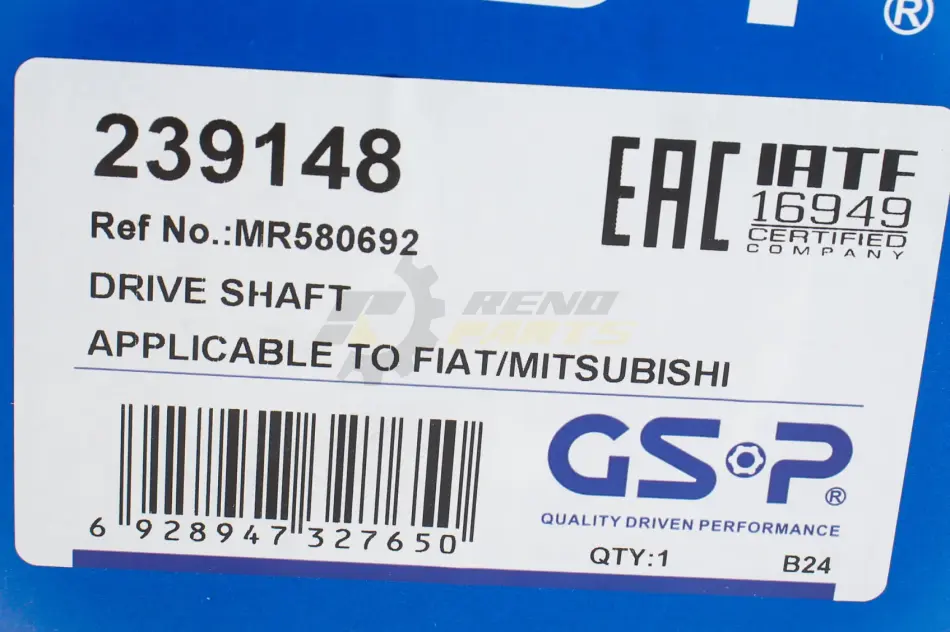 ®
239148
Ref No.:MR580692
DRIVE SHAFT
APPLICABLE TO FIAT/MITSUBISHI
EAC
IATF
16949
CERTIFIED
COMPANY
RENO
PARTS
6 928947 327650
GS·P®
QUALITY DRIVEN PERFORMANCE
QTY:1
B24